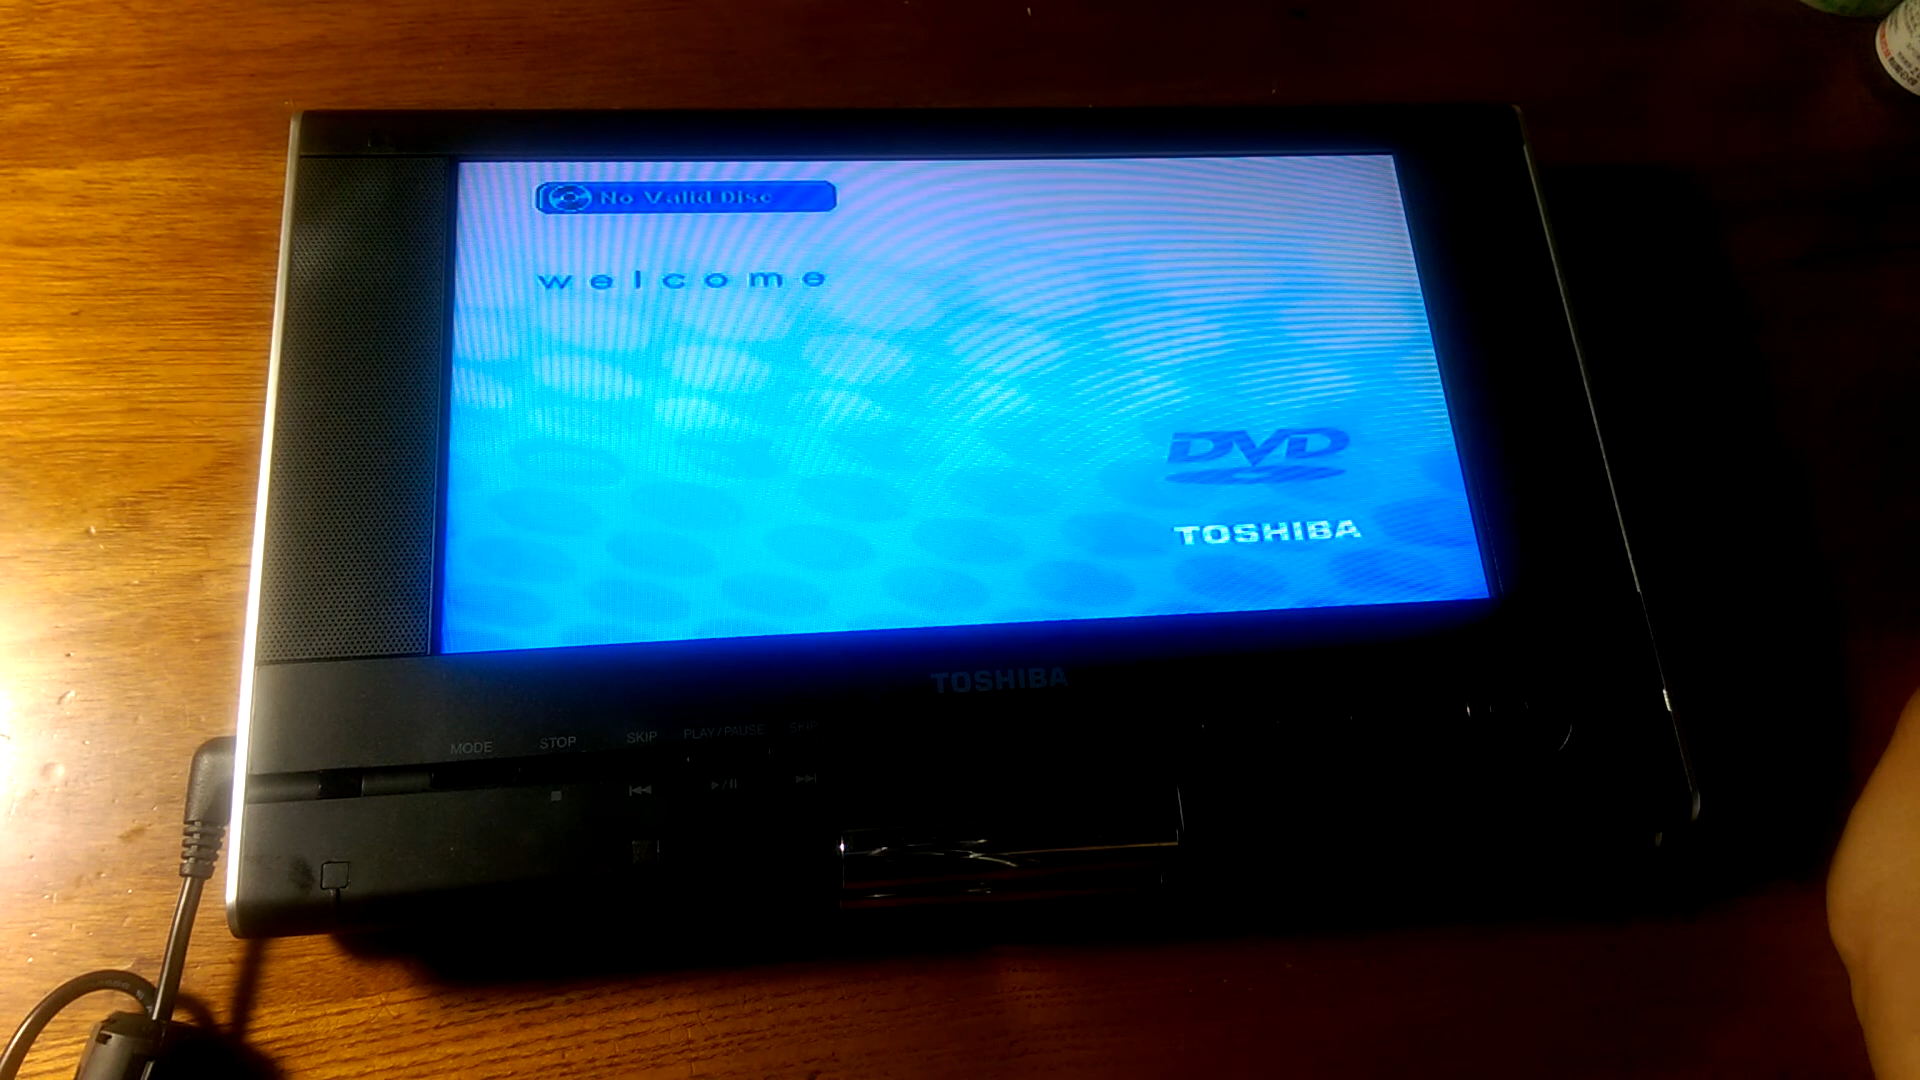 No Valid Disc
welcome
DVD
TOSHIBA
TOSHIBA
MODE STOP SKIP PLAY/PAUSE SKIP